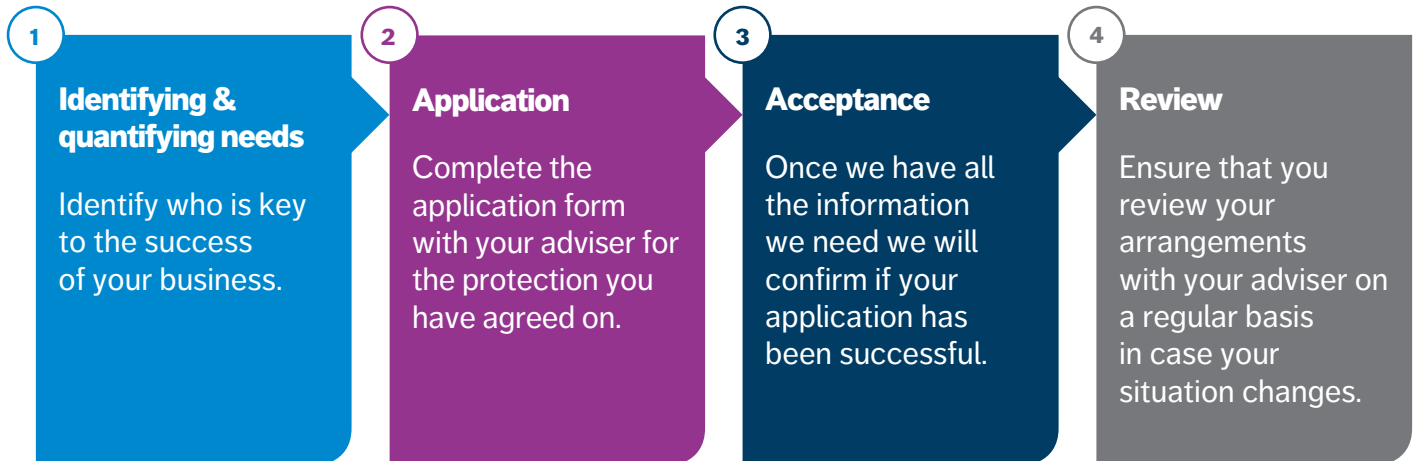 1
Identifying &
quantifying needs
Identify who is key
to the success
of your business.
2
Application
Complete the
application form
with your adviser for
the protection you
have agreed on.
3
Acceptance
Once we have all
the information
we need we will
confirm if your
application has
been successful.
4
Review
Ensure that you
review your
arrangements
with your adviser on
a regular basis
in case your
situation changes.